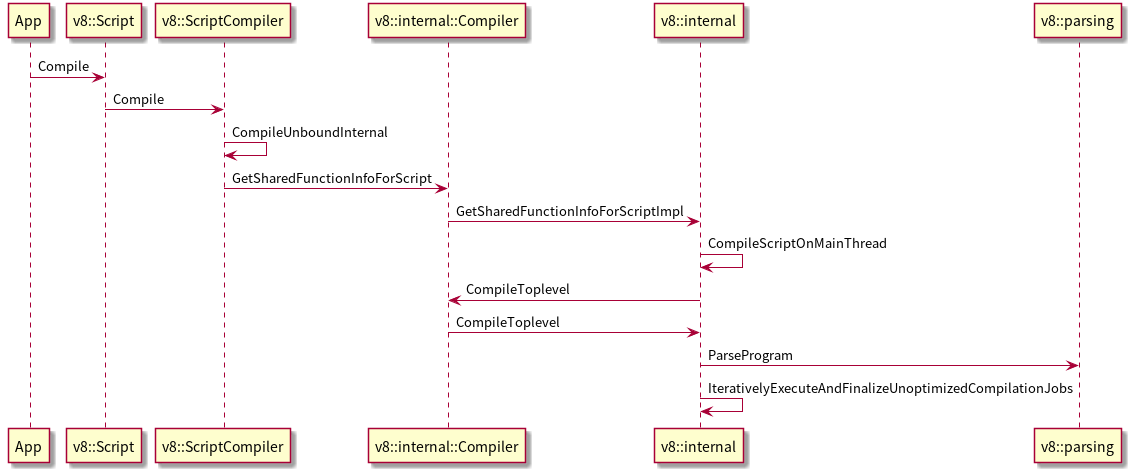 App
v8::Script
v8::ScriptCompiler
v8::internal::Compiler
v8::internal
v8::parsing
Compile
Compile
CompileUnboundInternal
GetSharedFunctionInfoForScript
GetSharedFunctionInfoForScriptImpl
CompileScriptOnMainThread
CompileToplevel
CompileToplevel
ParseProgram
IterativelyExecuteAndFinalizeUnoptimizedCompilationJobs
App
v8::Script
v8::ScriptCompiler
v8::internal::Compiler
v8::internal
v8::parsing